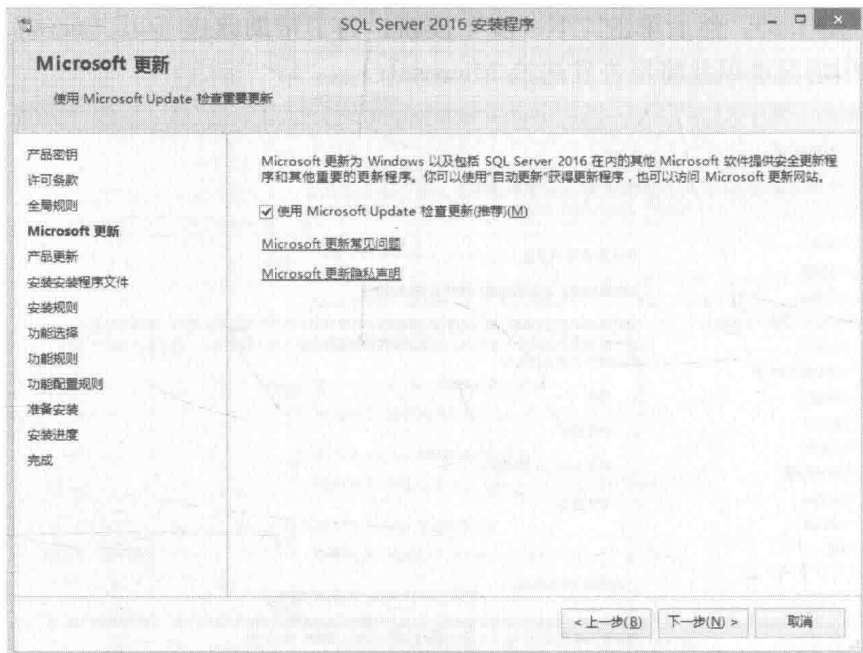 SQL Server 2016 安装程序
Microsoft 更新
使用 Microsoft Update 检查重要更新
产品密钥
许可条款
全局规则
Microsoft 更新
产品更新
安装安装程序文件
安装规则
功能选择
功能规则
功能配置规则
准备安装
安装进度
完成
Microsoft 更新为 Windows 以及包括 SQL Server 2016 在内的其他 Microsoft 软件提供安全更新程
序和其他重要的更新程序。你可以使用“自动更新”获得更新程序，也可以访问 Microsoft 更新网站。
使用 Microsoft Update 检查更新(推荐)(M)
Microsoft 更新常见问题
Microsoft 更新隐私声明
< 上一步(B) 下一步(N) > 取消